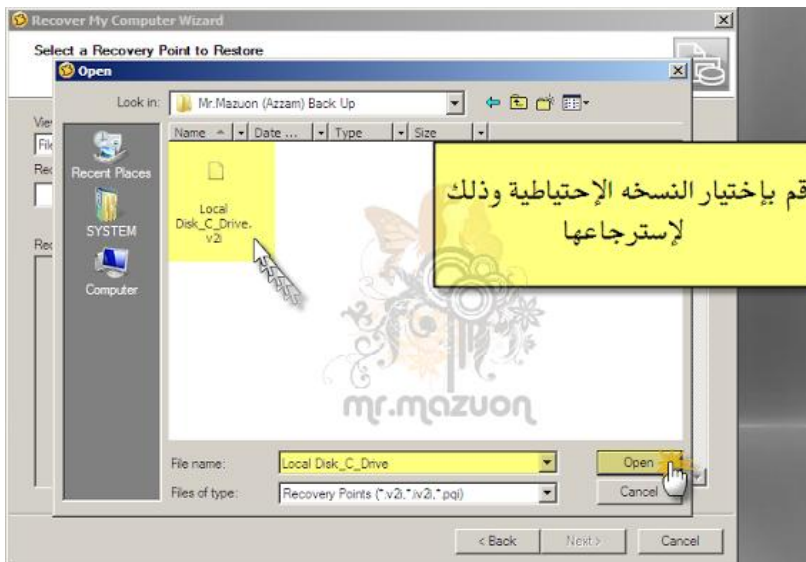 Recover My Computer Wizard
Select a Recovery Point to Restore
Open
Look in:
Mr.Mazuon (Azzam) Back Up
Name
Date ...
Type
Size
Recent Places
SYSTEM
Computer
Local
Disk_C_Drive.
v2i
قم بإختيار النسخه الإحتياطية وذلك
لإسترجاعها
mr.mazuon
File name:
Local Disk_C_Drive
Open
Files of type:
Recovery Points (*.v2i,*.iv2i,*.pqi)
Cancel
< Back
Next >
Cancel